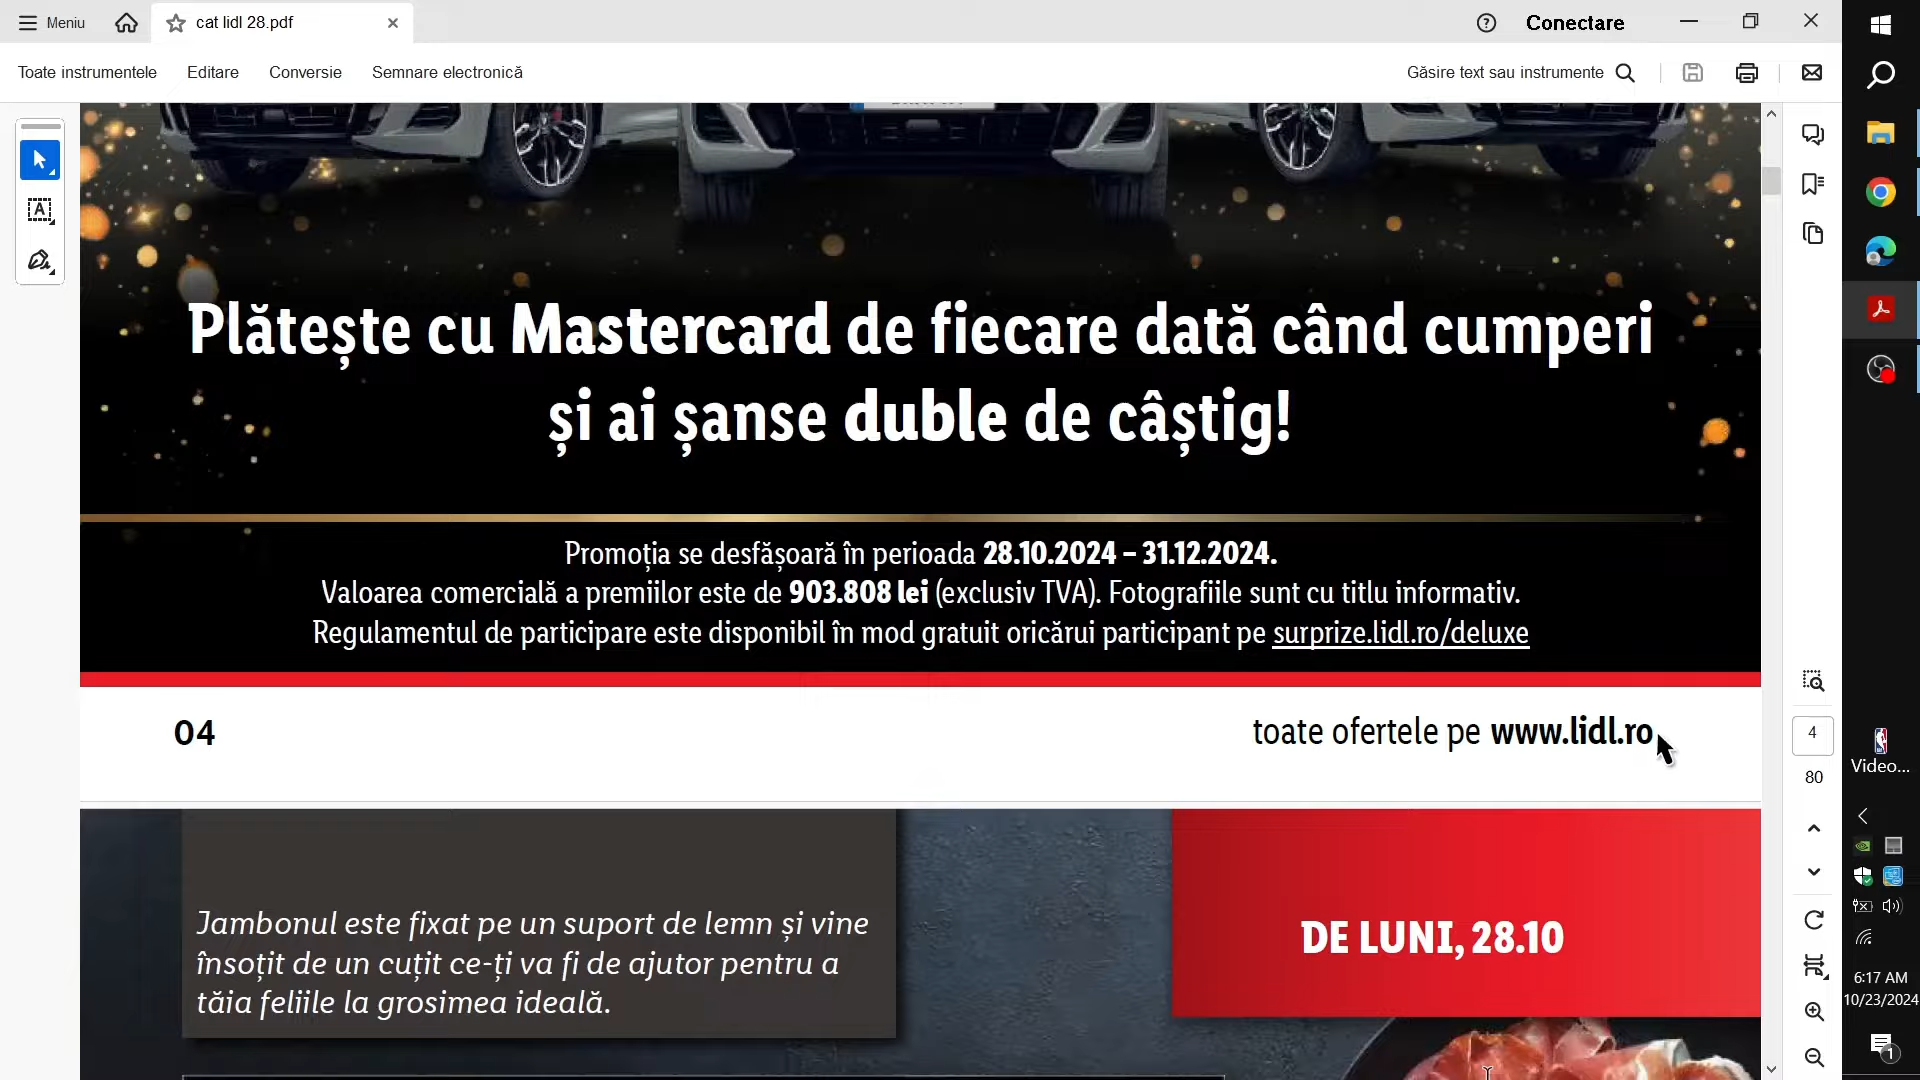 Meniu
cat lidl 28.pdf
Conectare
Toate instrumentele
Editare
Conversie
Semnare electronică
Găsire text sau instrumente
Plătește cu Mastercard de fiecare dată când cumperi
și ai șanse duble de câștig!
Promoția se desfășoară în perioada 28.10.2024 – 31.12.2024.
Valoarea comercială a premiilor este de 903.808 lei (exclusiv TVA). Fotografiile sunt cu titlu informativ.
Regulamentul de participare este disponibil în mod gratuit oricărui participant pe surprize.lidl.ro/deluxe
04
toate ofertele pe www.lidl.ro
Jambonul este fixat pe un suport de lemn și vine
însoțit de un cuțit ce-ți va fi de ajutor pentru a
tăia feliile la grosimea ideală.
DE LUNI, 28.10
4
80
Video...
6:17 AM
10/23/2024
1